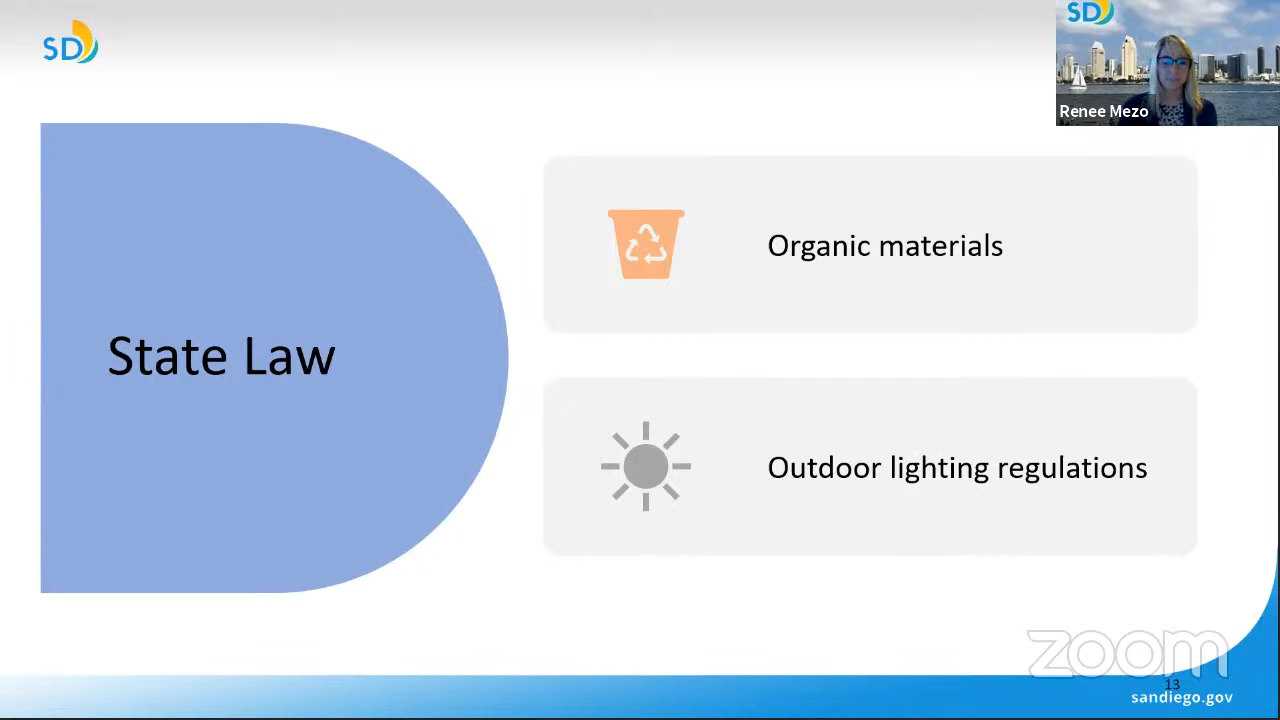 SD
SD
Renee Mezo
Organic materials
State Law
Outdoor lighting regulations
zoom
13
sandiego.gov